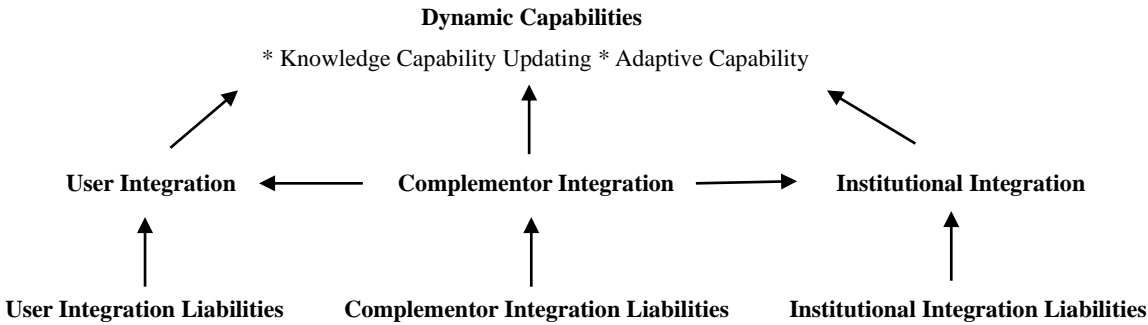 Dynamic Capabilities
* Knowledge Capability Updating * Adaptive Capability
User Integration
Complementor Integration
Institutional Integration
User Integration Liabilities
Complementor Integration Liabilities
Institutional Integration Liabilities